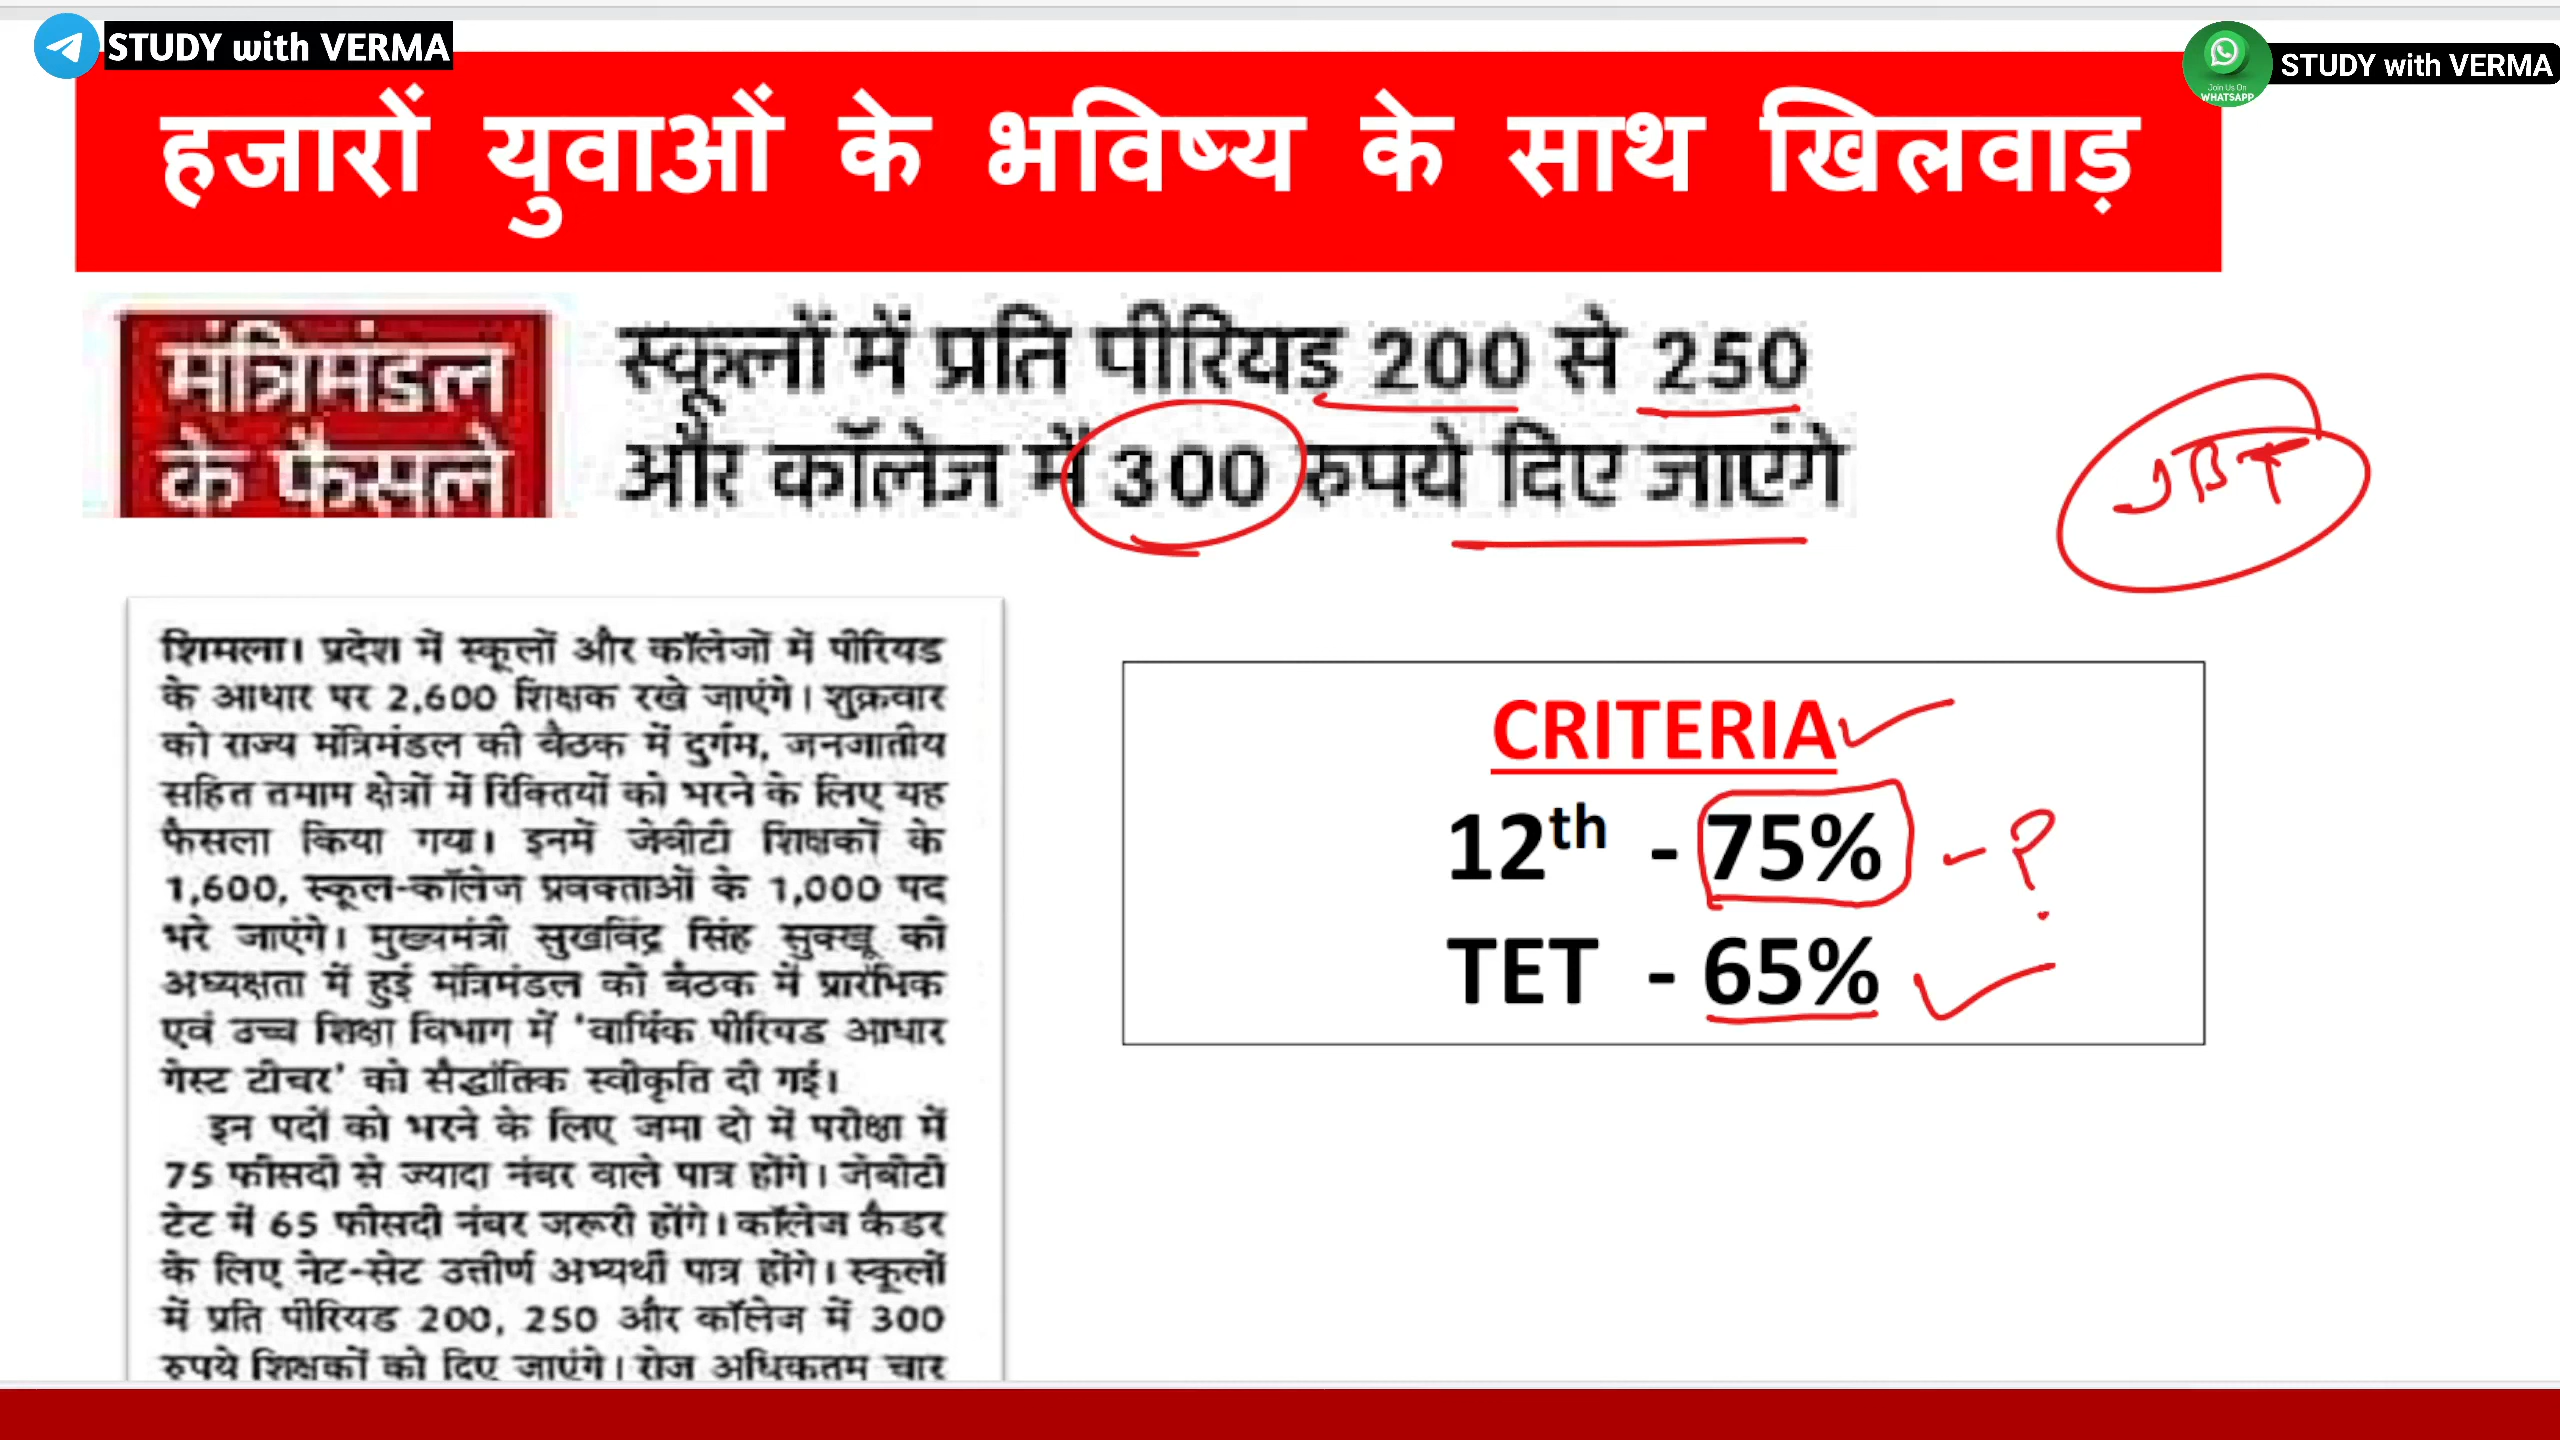 STUDY with VERMA
Join Us On
WHATSAPP
STUDY with VERMA
हजारों युवाओं के भविष्य के साथ खिलवाड़
मंत्रिमंडल
के फैसले
स्कूलों में प्रति पीरियड 200 से 250
और कॉलेज में 300 रुपये दिए जाएंगे
JBT
शिमला। प्रदेश में स्कूलों और कॉलेजों में पीरियड
के आधार पर 2,600 शिक्षक रखे जाएंगे। शुक्रवार
को राज्य मंत्रिमंडल की बैठक में दुर्गम, जनजातीय
सहित तमाम क्षेत्रों में रिक्तियों को भरने के लिए यह
फैसला किया गया। इनमें जेबीटी शिक्षकों के
1,600, स्कूल-कॉलेज प्रवक्ताओं के 1,000 पद
भरे जाएंगे। मुख्यमंत्री सुखविंद्र सिंह सुक्खू की
अध्यक्षता में हुई मंत्रिमंडल की बैठक में प्रारंभिक
एवं उच्च शिक्षा विभाग में 'वार्षिक पीरियड आधार
गेस्ट टीचर' को सैद्धांतिक स्वीकृति दी गई।
इन पदों को भरने के लिए जमा दो में परीक्षा में
75 फीसदी से ज्यादा नंबर वाले पात्र होंगे। जेबीटी
टेट में 65 फीसदी नंबर जरूरी होंगे। कॉलेज कैडर
के लिए नेट-सेट उत्तीर्ण अभ्यर्थी पात्र होंगे। स्कूलों
में प्रति पीरियड 200, 250 और कॉलेज में 300
रुपये शिक्षकों को दिए जाएंगे। रोज अधिकतम चार
CRITERIA
12th - 75% - ?
TET - 65%